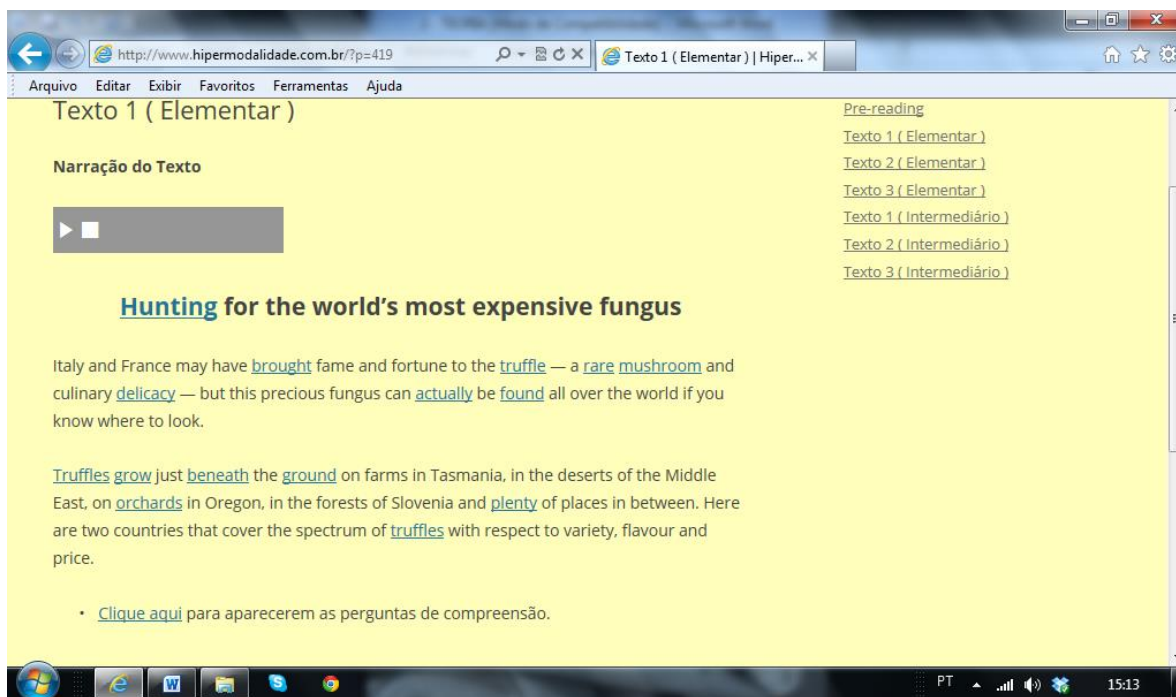 http://www.hipermodalidade.com.br/?p=419
Texto 1 ( Elementar ) | Hiper...
Arquivo Editar Exibir Favoritos Ferramentas Ajuda
Texto 1 ( Elementar )
Narração do Texto
Hunting for the world's most expensive fungus
Italy and France may have brought fame and fortune to the truffle — a rare mushroom and
culinary delicacy — but this precious fungus can actually be found all over the world if you
know where to look.
Truffles grow just beneath the ground on farms in Tasmania, in the deserts of the Middle
East, on orchards in Oregon, in the forests of Slovenia and plenty of places in between. Here
are two countries that cover the spectrum of truffles with respect to variety, flavour and
price.
• Clique aqui para aparecerem as perguntas de compreensão.
Pre-reading
Texto 1 ( Elementar )
Texto 2 ( Elementar )
Texto 3 ( Elementar )
Texto 1 ( Intermediário )
Texto 2 ( Intermediário )
Texto 3 ( Intermediário )
PT
15:13